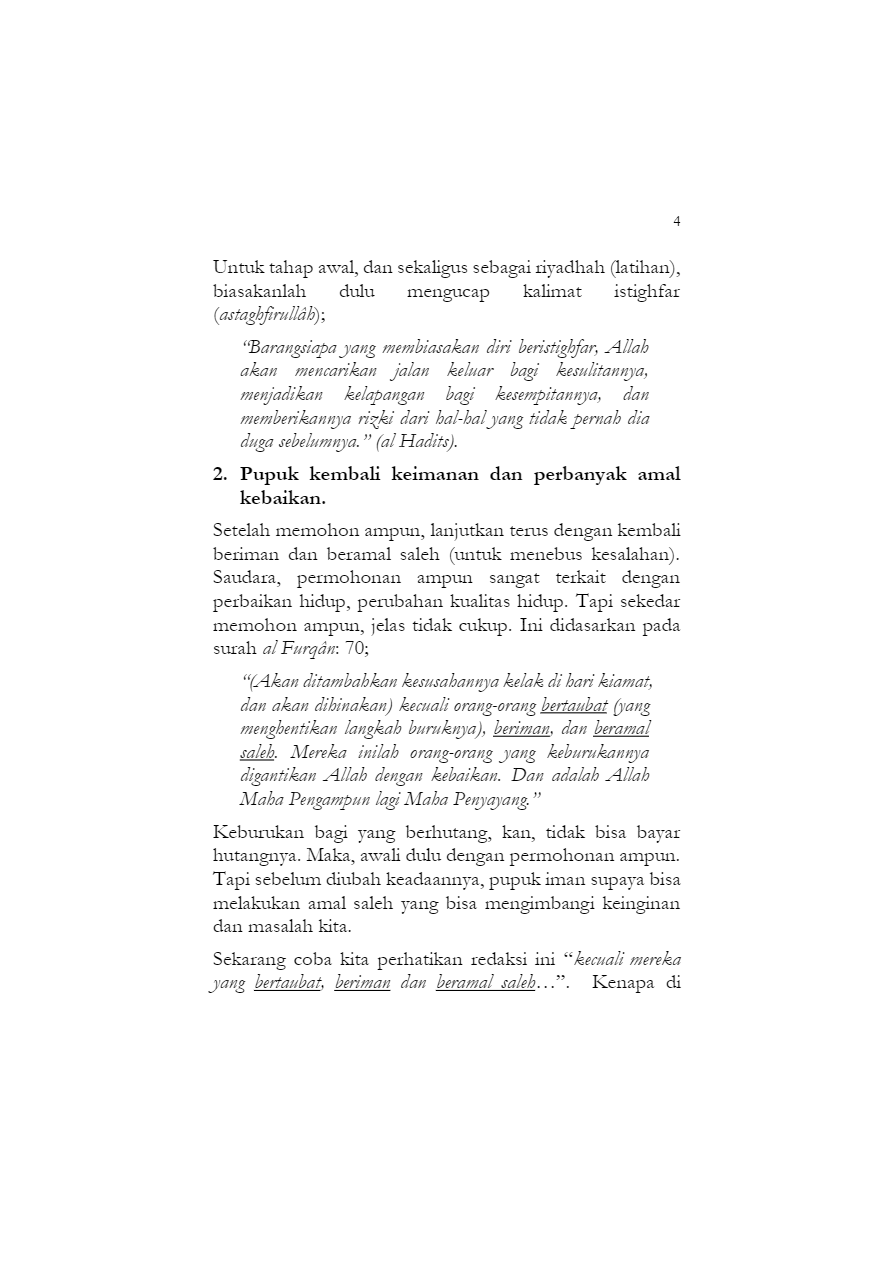 4
Untuk tahap awal, dan sekaligus sebagai riyadhah (latihan),
biasakanlah dulu mengucap kalimat istighfar
(astaghfirullâh);
“Barangsiapa yang membiasakan diri beristighfar, Allah
akan mencarikan jalan keluar bagi kesulitannya,
menjadikan kelapangan bagi kesempitannya, dan
memberikannya rizki dari hal-hal yang tidak pernah dia
duga sebelumnya.” (al Hadits).
2. Pupuk kembali keimanan dan perbanyak amal
kebaikan.
Setelah memohon ampun, lanjutkan terus dengan kembali
beriman dan beramal saleh (untuk menebus kesalahan).
Saudara, permohonan ampun sangat terkait dengan
perbaikan hidup, perubahan kualitas hidup. Tapi sekedar
memohon ampun, jelas tidak cukup. Ini didasarkan pada
surah al Furqân: 70;
“(Akan ditambahkan kesusahannya kelak di hari kiamat,
dan akan dihinakan) kecuali orang-orang bertaubat (yang
menghentikan langkah buruknya), beriman, dan beramal
saleh. Mereka inilah orang-orang yang keburukannya
digantikan Allah dengan kebaikan. Dan adalah Allah
Maha Pengampun lagi Maha Penyayang.”
Keburukan bagi yang berhutang, kan, tidak bisa bayar
hutangnya. Maka, awali dulu dengan permohonan ampun.
Tapi sebelum diubah keadaannya, pupuk iman supaya bisa
melakukan amal saleh yang bisa mengimbangi keinginan
dan masalah kita.
Sekarang coba kita perhatikan redaksi ini “kecuali mereka
yang bertaubat, beriman dan beramal saleh…”. Kenapa di